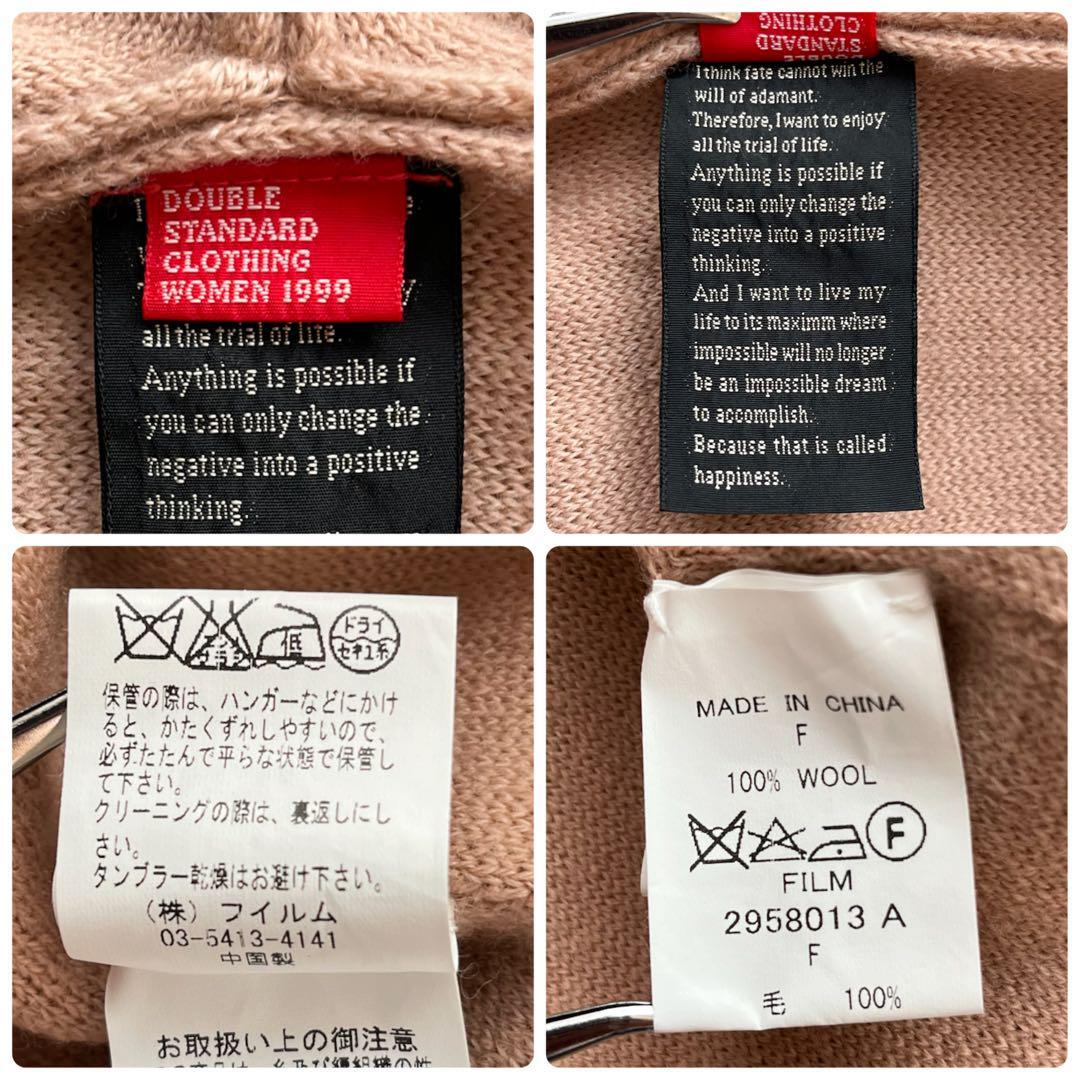 DOUBLE
STANDARD
CLOTHING
WOMEN 1999
y
all the trial of life.
Anything is possible if
you can only change the
negative into a positive
thinking.
DOUBLE
STANDARD
CLOTHING
I think fate cannot win the
will of adamant.
Therefore, I want to enjoy
all the trial of life.
Anything is possible if
you can only change the
negative into a positive
thinking.
And I want to live my
life to its maximm where
impossible will no longer
be an impossible dream
to accomplish.
Because that is called
happiness.
低
ドライ
セキユ系
保管の際は、ハンガーなどにかけ
ると、かたくずれしやすいので、
必ずたたんで平らな状態で保管し
て下さい。
クリーニングの際は、裏返しにし
さい。
タンブラー乾燥はお避け下さい。
(株) フイルム
03-5413-4141
中国製
お取扱い上の御注意
MADE IN CHINA
F
100% WOOL
F
FILM
2958013 A
F
毛 100%